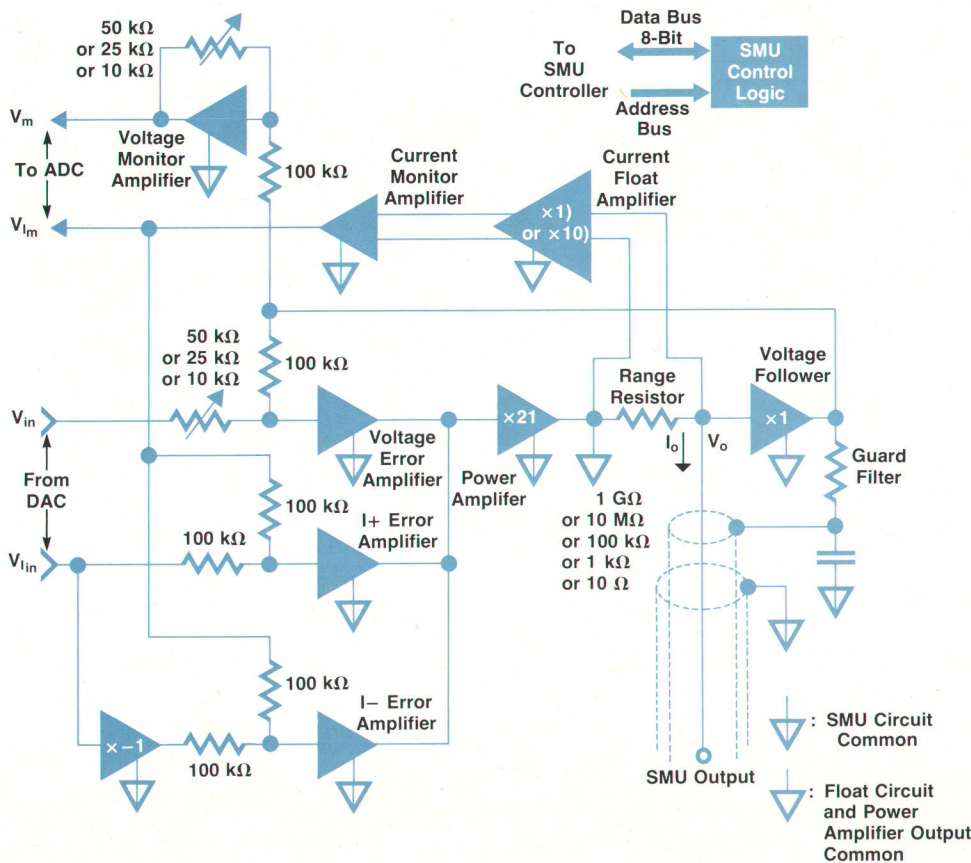 50 kΩ
or 25 kΩ
or 10 kΩ
Data Bus
8-Bit
To
SMU
Controller
SMU
Control
Logic
Address
Bus
Vm
Voltage
Monitor
Amplifier
To ADC
100 kΩ
Current
Monitor
Amplifier
Current
Float
Amplifier
×1)
or ×10)
VIm
50 kΩ
or 25 kΩ
or 10 kΩ
100 kΩ
Range
Resistor
Voltage
Follower
Vin
Voltage
Error
Amplifier
×21
Power
Amplifer
Io
Vo
×1
Guard
Filter
From
DAC
100 kΩ
100 kΩ
I+ Error
Amplifier
VIin
1 GΩ
or 10 MΩ
or 100 kΩ
or 1 kΩ
or 10 Ω
100 kΩ
I− Error
Amplifier
×−1
100 kΩ
SMU Output
: SMU Circuit
Common
: Float Circuit
and Power
Amplifier Output
Common